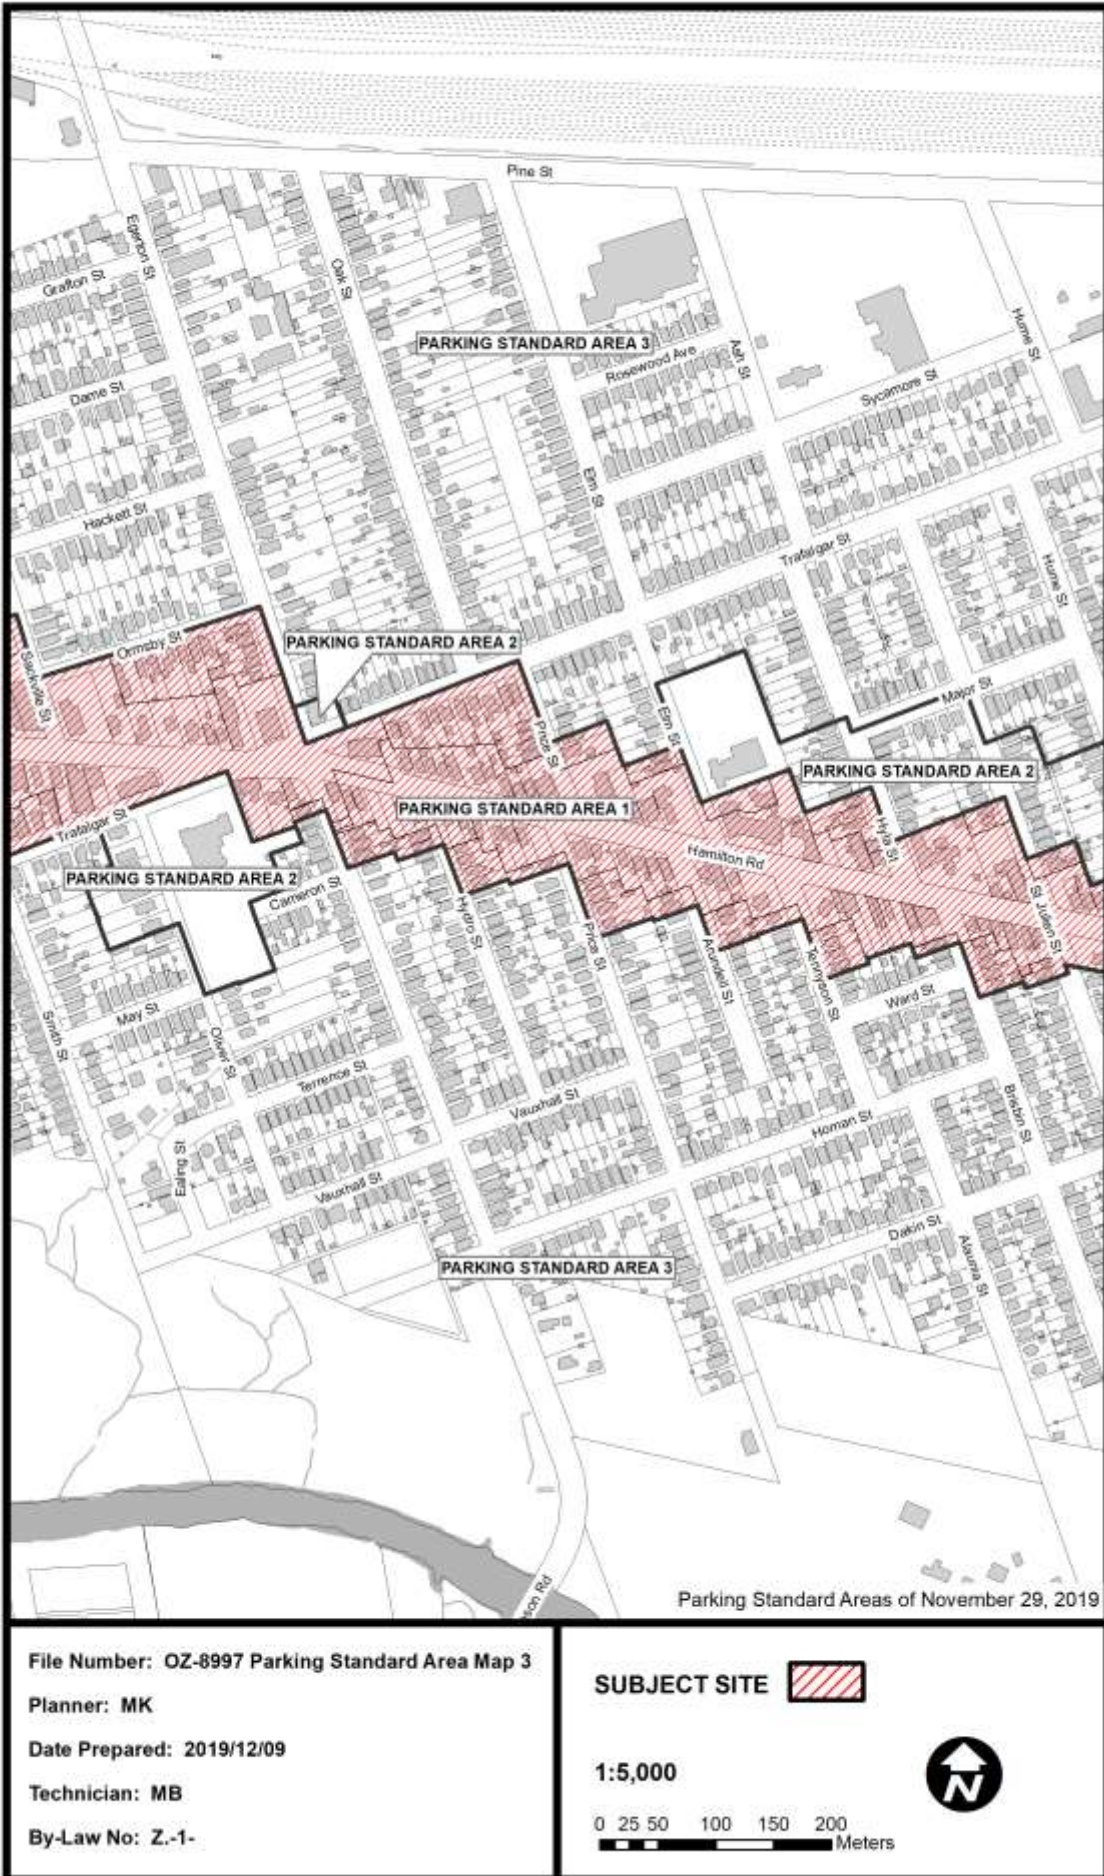 Pine St
Egerton St
Oak St
Grafton St
Hume St
PARKING STANDARD AREA 3
Rosewood Ave
Ash St
Dame St
Sycamore St
Elm St
Hackett St
Trafalgar St
Hume St
Ormsby St
PARKING STANDARD AREA 2
Sackville St
Major St
Elm St
Price St
PARKING STANDARD AREA 2
PARKING STANDARD AREA 1
Trafalgar St
Hyla St
Hamilton Rd
PARKING STANDARD AREA 2
Cameron St
St Julien St
Hydro St
Price St
Arundell St
Tennyson St
Ward St
May St
Smith St
Oliver St
Terrence St
Vauxhall St
Brisbin St
Homan St
Ealing St
Vauxhall St
Dakin St
Alaunia St
PARKING STANDARD AREA 3
son Rd
Parking Standard Areas of November 29, 2019
File Number: OZ-8997 Parking Standard Area Map 3
Planner: MK
Date Prepared: 2019/12/09
Technician: MB
By-Law No: Z.-1-
SUBJECT SITE
1:5,000
N
0 25 50 100 150 200
Meters